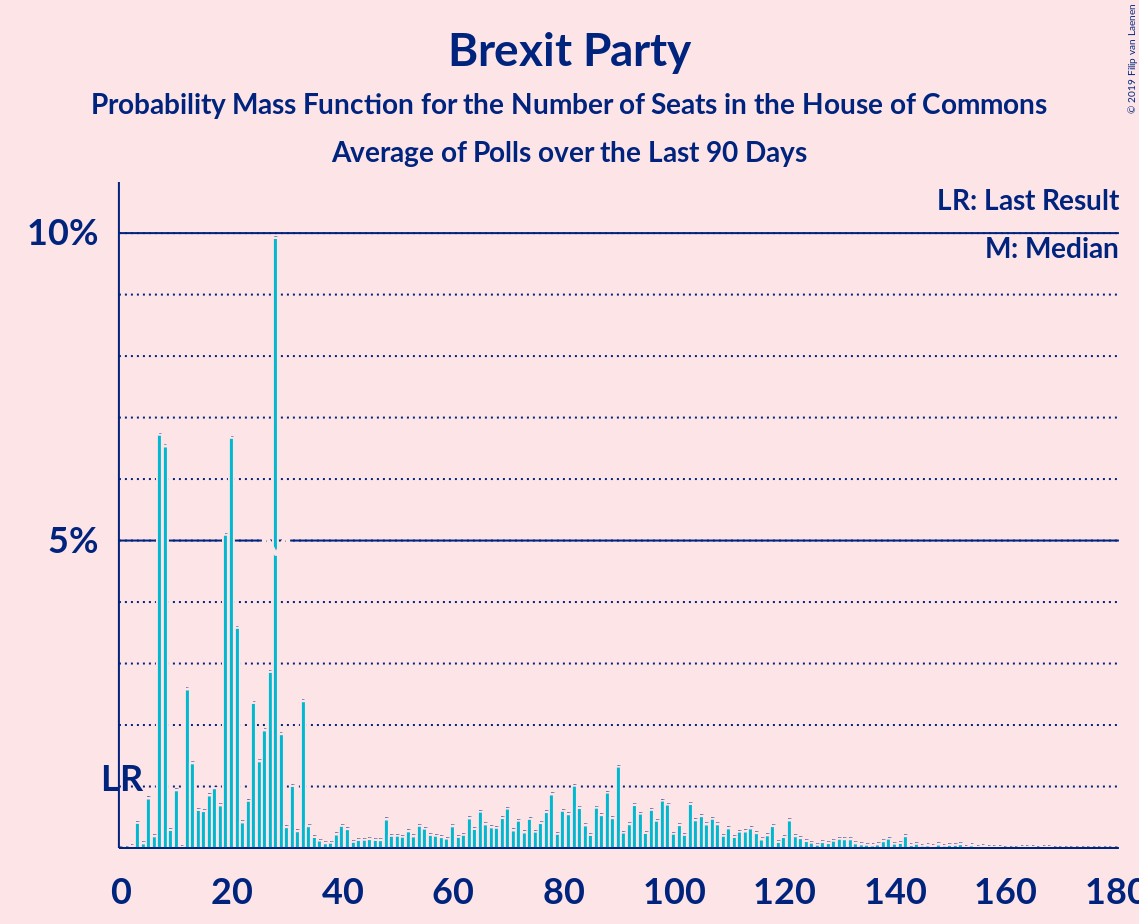 Brexit Party
Probability Mass Function for the Number of Seats in the House of Commons
Average of Polls over the Last 90 Days
© 2019 Filip van Laenen
LR: Last Result
M: Median
10%
5%
LR
0 20 40 60 80 100 120 140 160 180